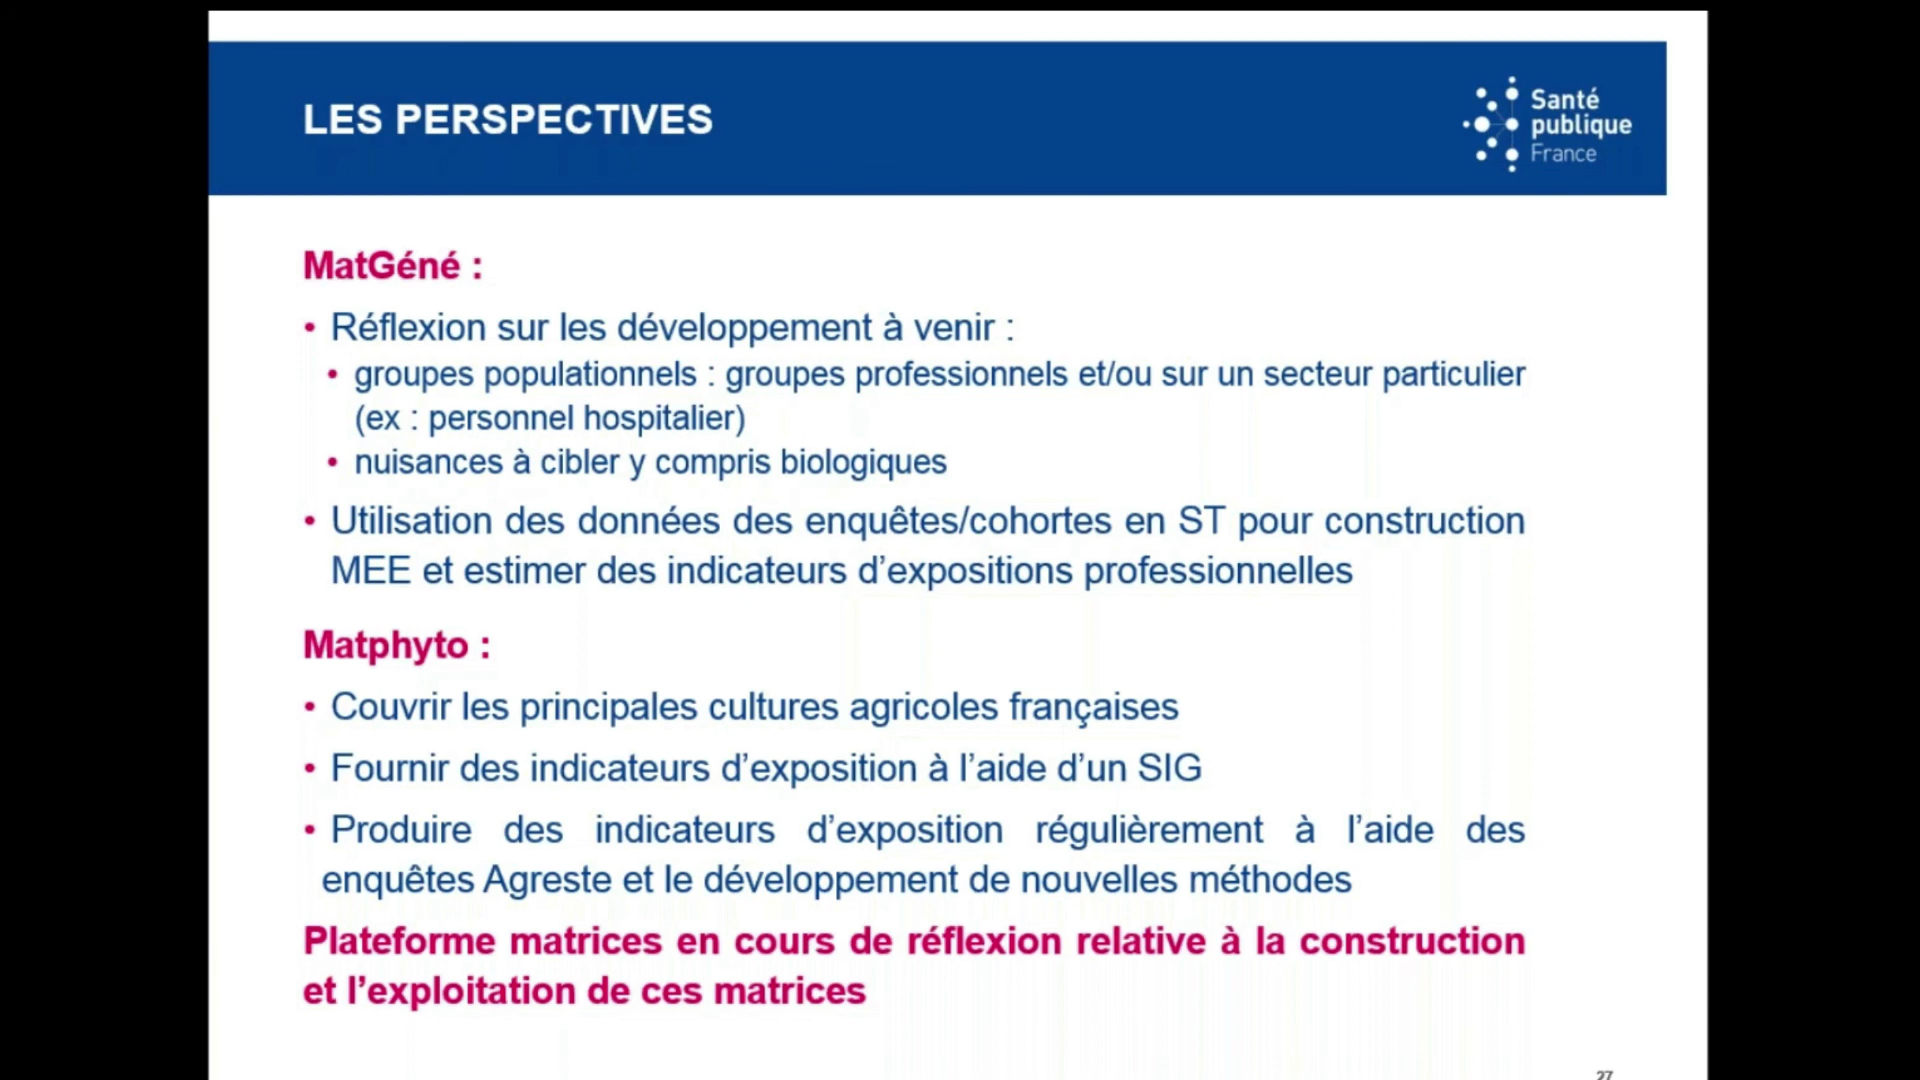 LES PERSPECTIVES
Santé
publique
France
MatGéné :
• Réflexion sur les développement à venir :
• groupes populationnels : groupes professionnels et/ou sur un secteur particulier
(ex : personnel hospitalier)
• nuisances à cibler y compris biologiques
• Utilisation des données des enquêtes/cohortes en ST pour construction
MEE et estimer des indicateurs d’expositions professionnelles
Matphyto :
• Couvrir les principales cultures agricoles françaises
• Fournir des indicateurs d’exposition à l’aide d’un SIG
• Produire des indicateurs d’exposition régulièrement à l’aide des
enquêtes Agreste et le développement de nouvelles méthodes
Plateforme matrices en cours de réflexion relative à la construction
et l’exploitation de ces matrices
27